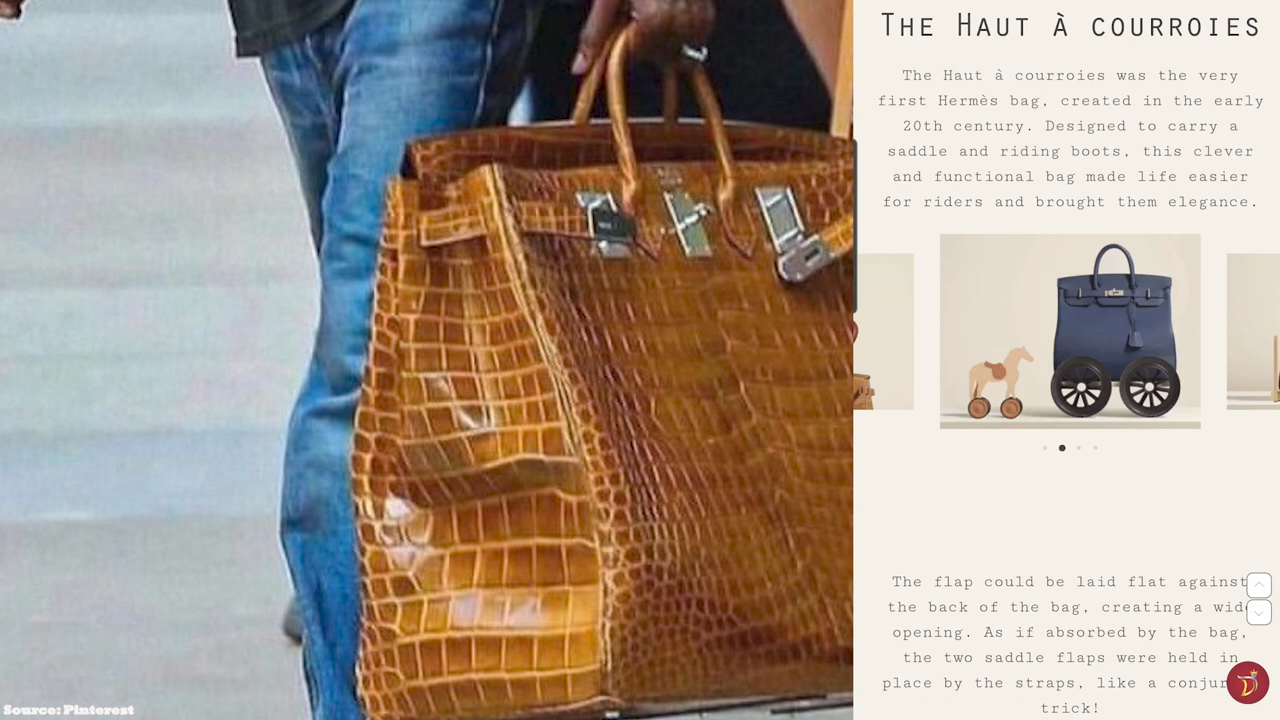 The Haut à courroies
The Haut à courroies was the very
first Hermès bag, created in the early
20th century. Designed to carry a
saddle and riding boots, this clever
and functional bag made life easier
for riders and brought them elegance.
The flap could be laid flat against
the back of the bag, creating a wide
opening. As if absorbed by the bag,
the two saddle flaps were held in
place by the straps, like a
trick!
Source: Pinterest